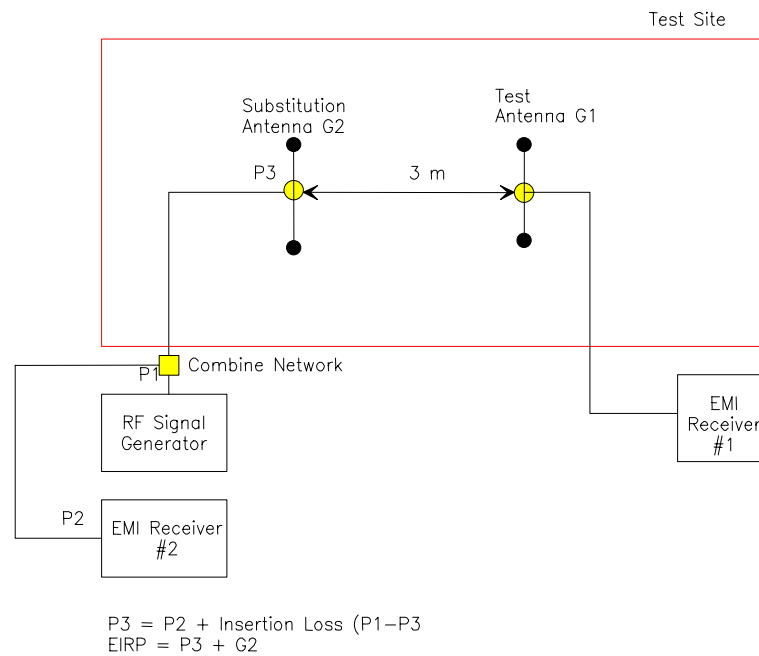 Test Site
Substitution
Antenna G2
Test
Antenna G1
P3
3 m
Combine Network
P1
RF Signal
Generator
EMI
Receiver
#1
P2
EMI Receiver
#2
P3 = P2 + Insertion Loss (P1-P3
EIRP = P3 + G2